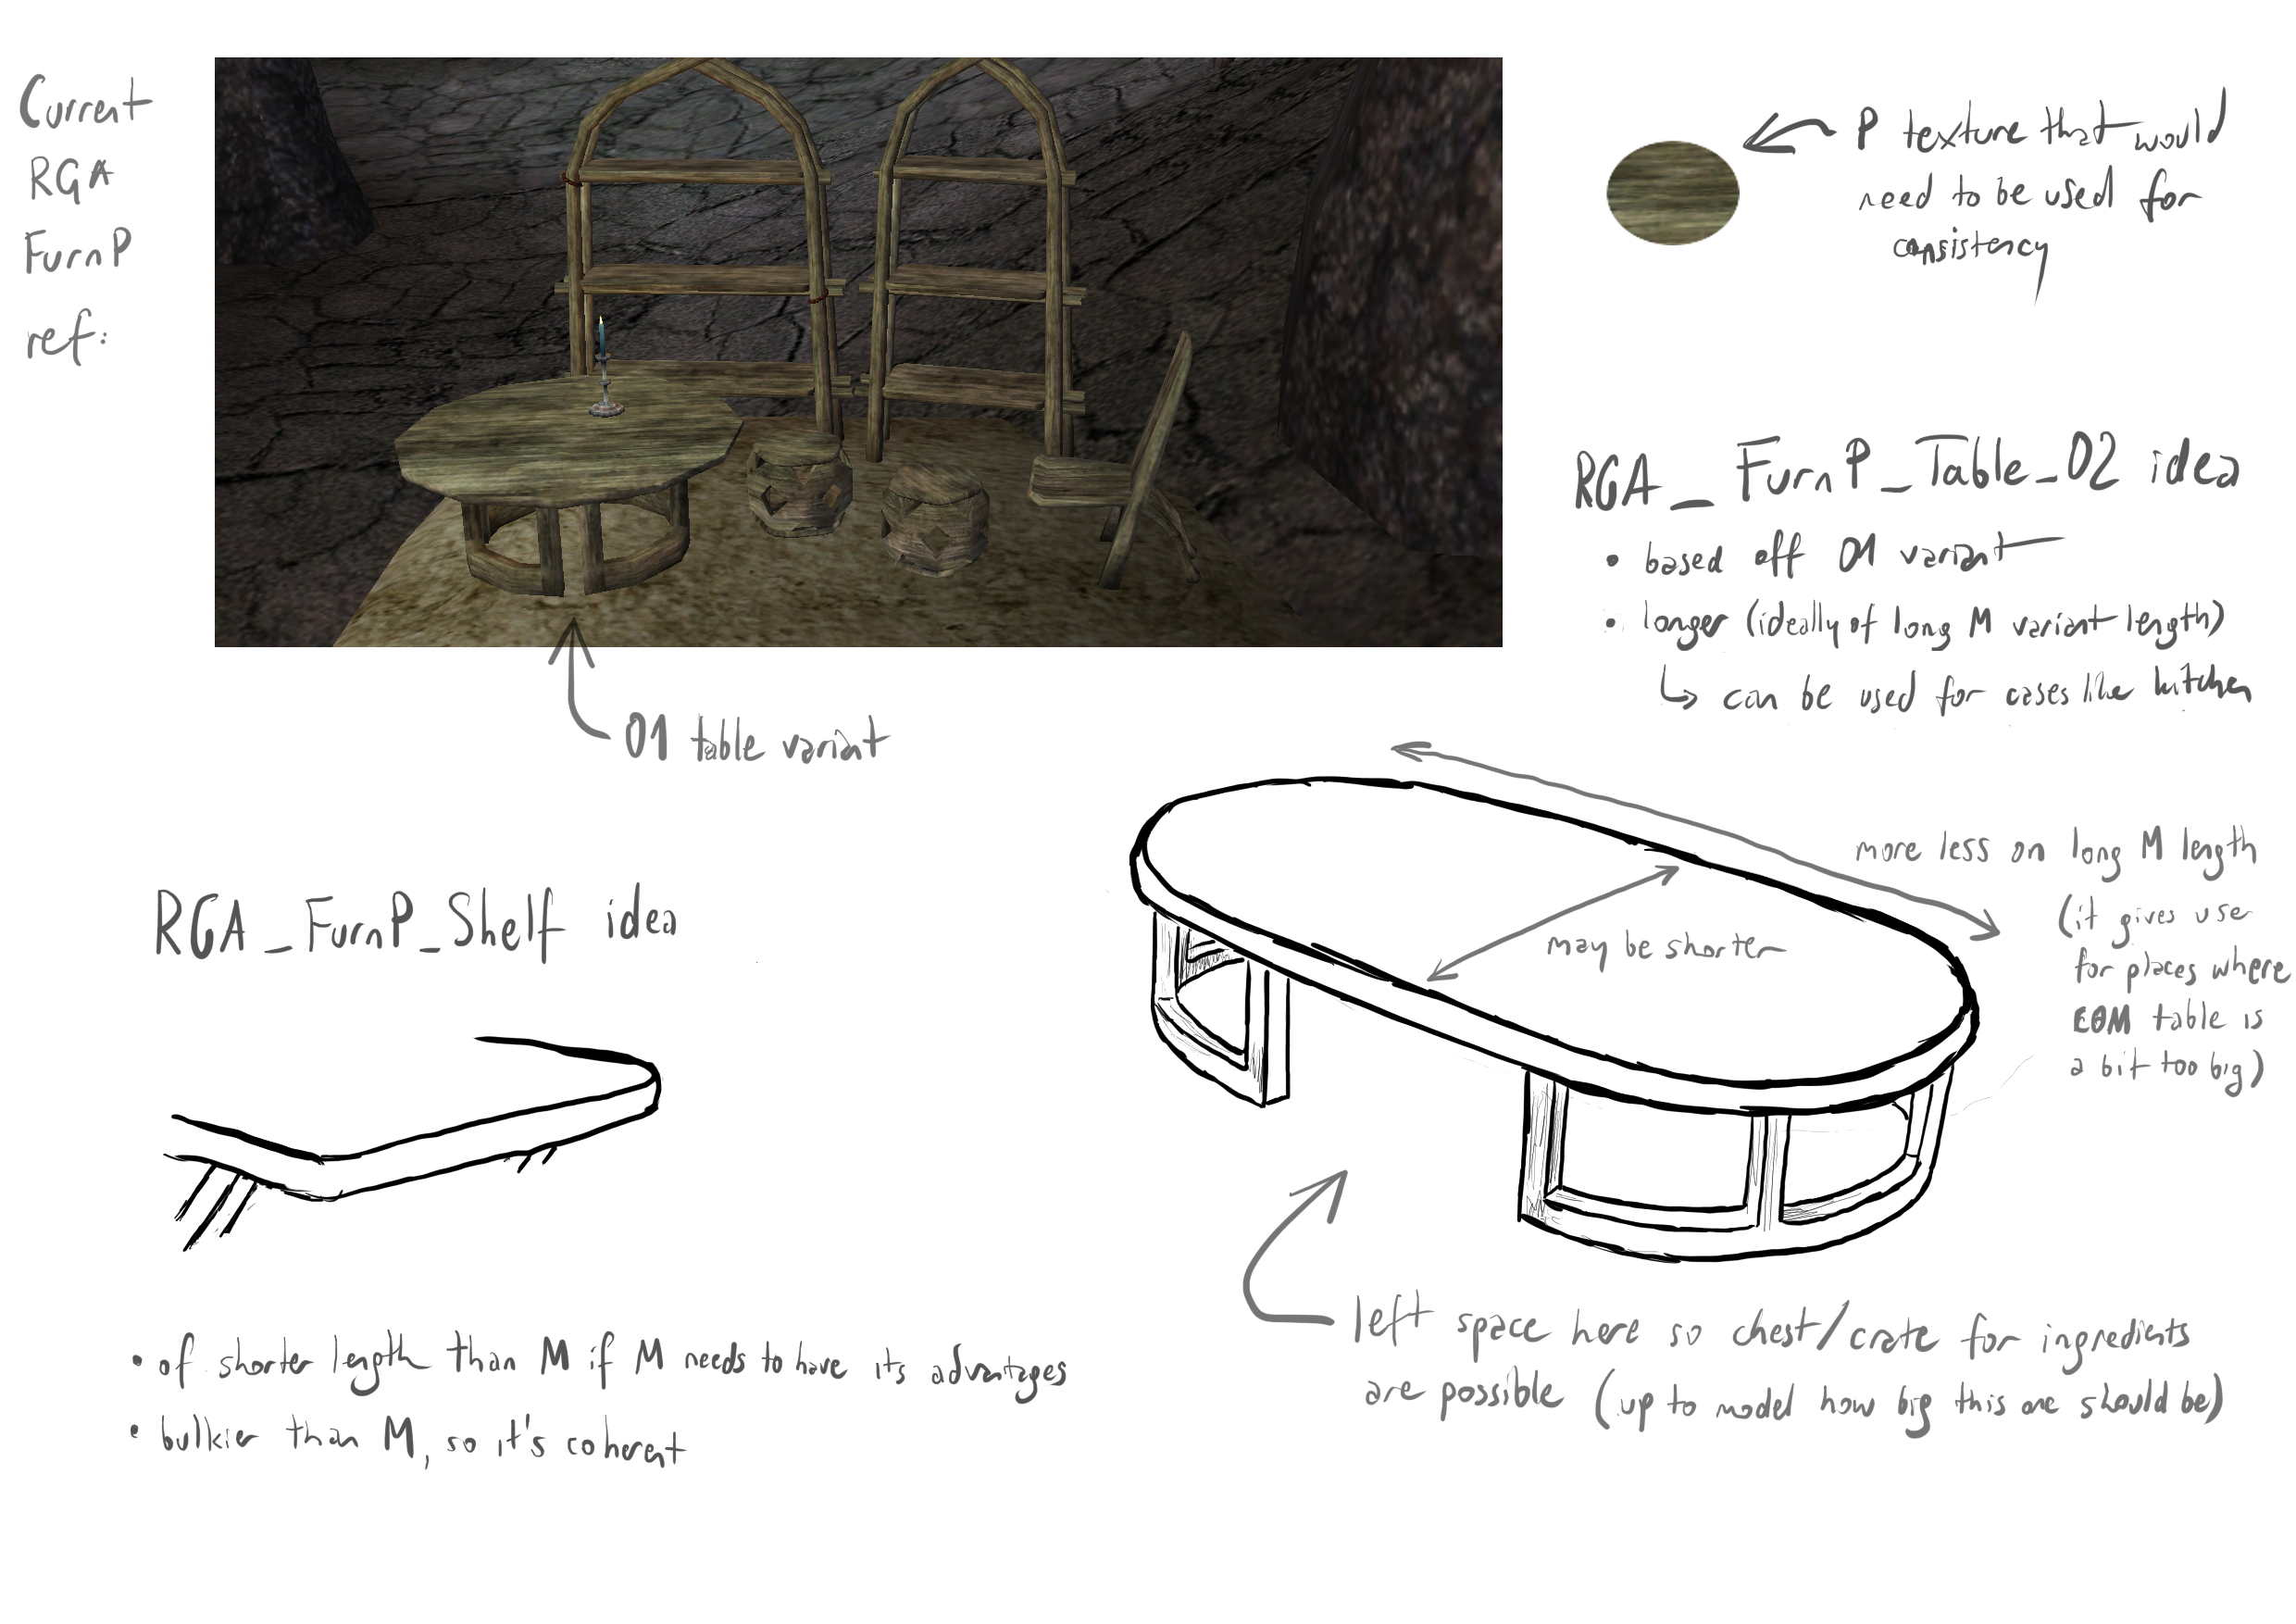 Current
RGA
FurnP
ref:
P texture that would
need to be used for
consistency
01 table variant
RGA_FurnP_Table_02 idea
• based off 01 variant
• longer (ideally of long M variant length)
↳ can be used for cases like kitchen
more less on long M length
(it gives use
for places where
COM table is
a bit too big)
may be shorter
RGA_FurnP_Shelf idea
• of shorter length than M if M needs to have its advantages
• bulkier than M, so it's coherent
left space here so chest/crate for ingredients
are possible (up to model how big this one should be)